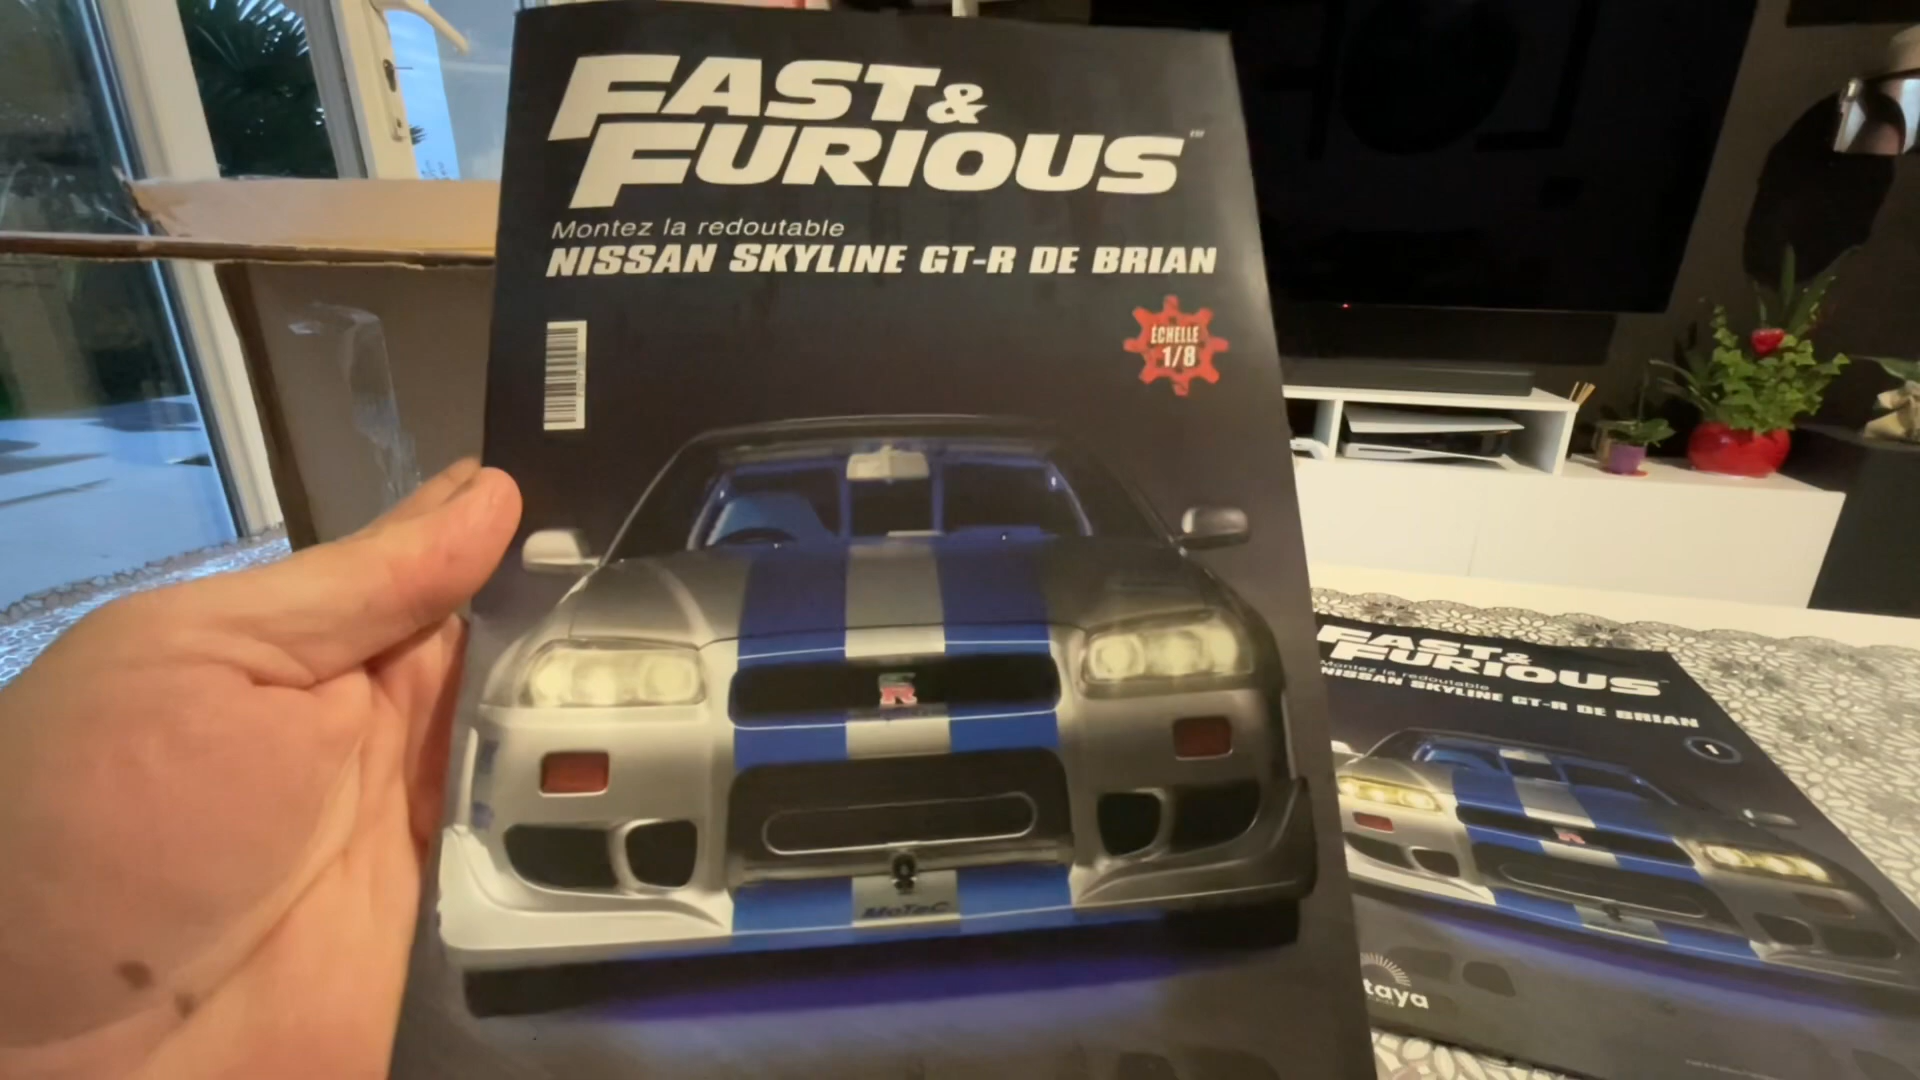 FAST &
FURIOUS™
Montez la redoutable
NISSAN SKYLINE GT-R DE BRIAN
ÉCHELLE
1/8
R
MoTeC
FAST &
FURIOUS
Montez la redoutable
NISSAN SKYLINE GT-R DE BRIAN
1
R
taya